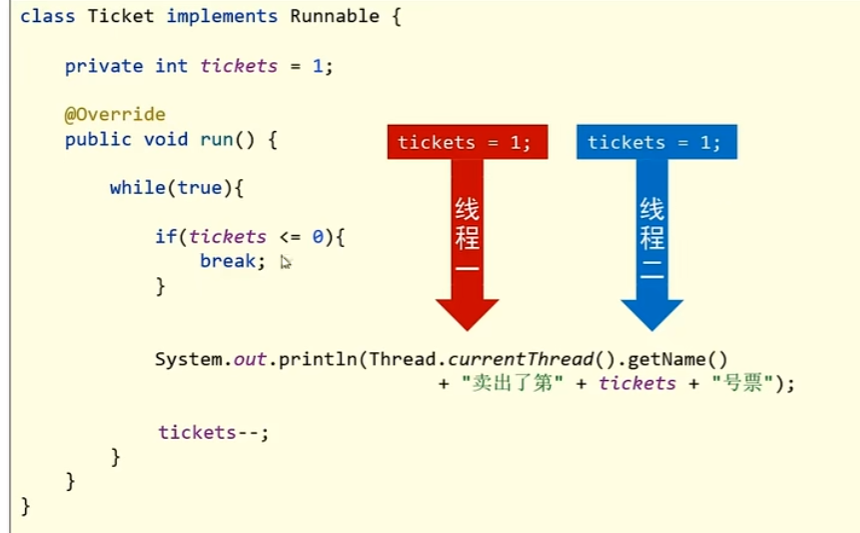 class Ticket implements Runnable {
private int tickets = 1;
@Override
public void run() {
tickets = 1;
tickets = 1;
while(true){
线程一
线程二
if(tickets <= 0){
break;
}
System.out.println(Thread.currentThread().getName()
+ "卖出了第" + tickets + "号票");
tickets--;
}
}
}